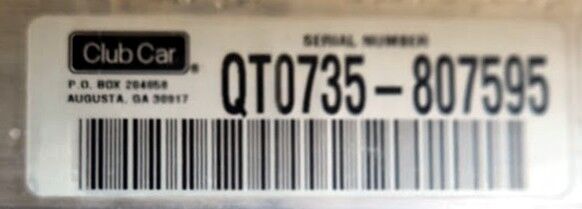 Club Car®
SERIAL NUMBER
P.O. BOX 204658
AUGUSTA, GA 30917
QT0735-807595